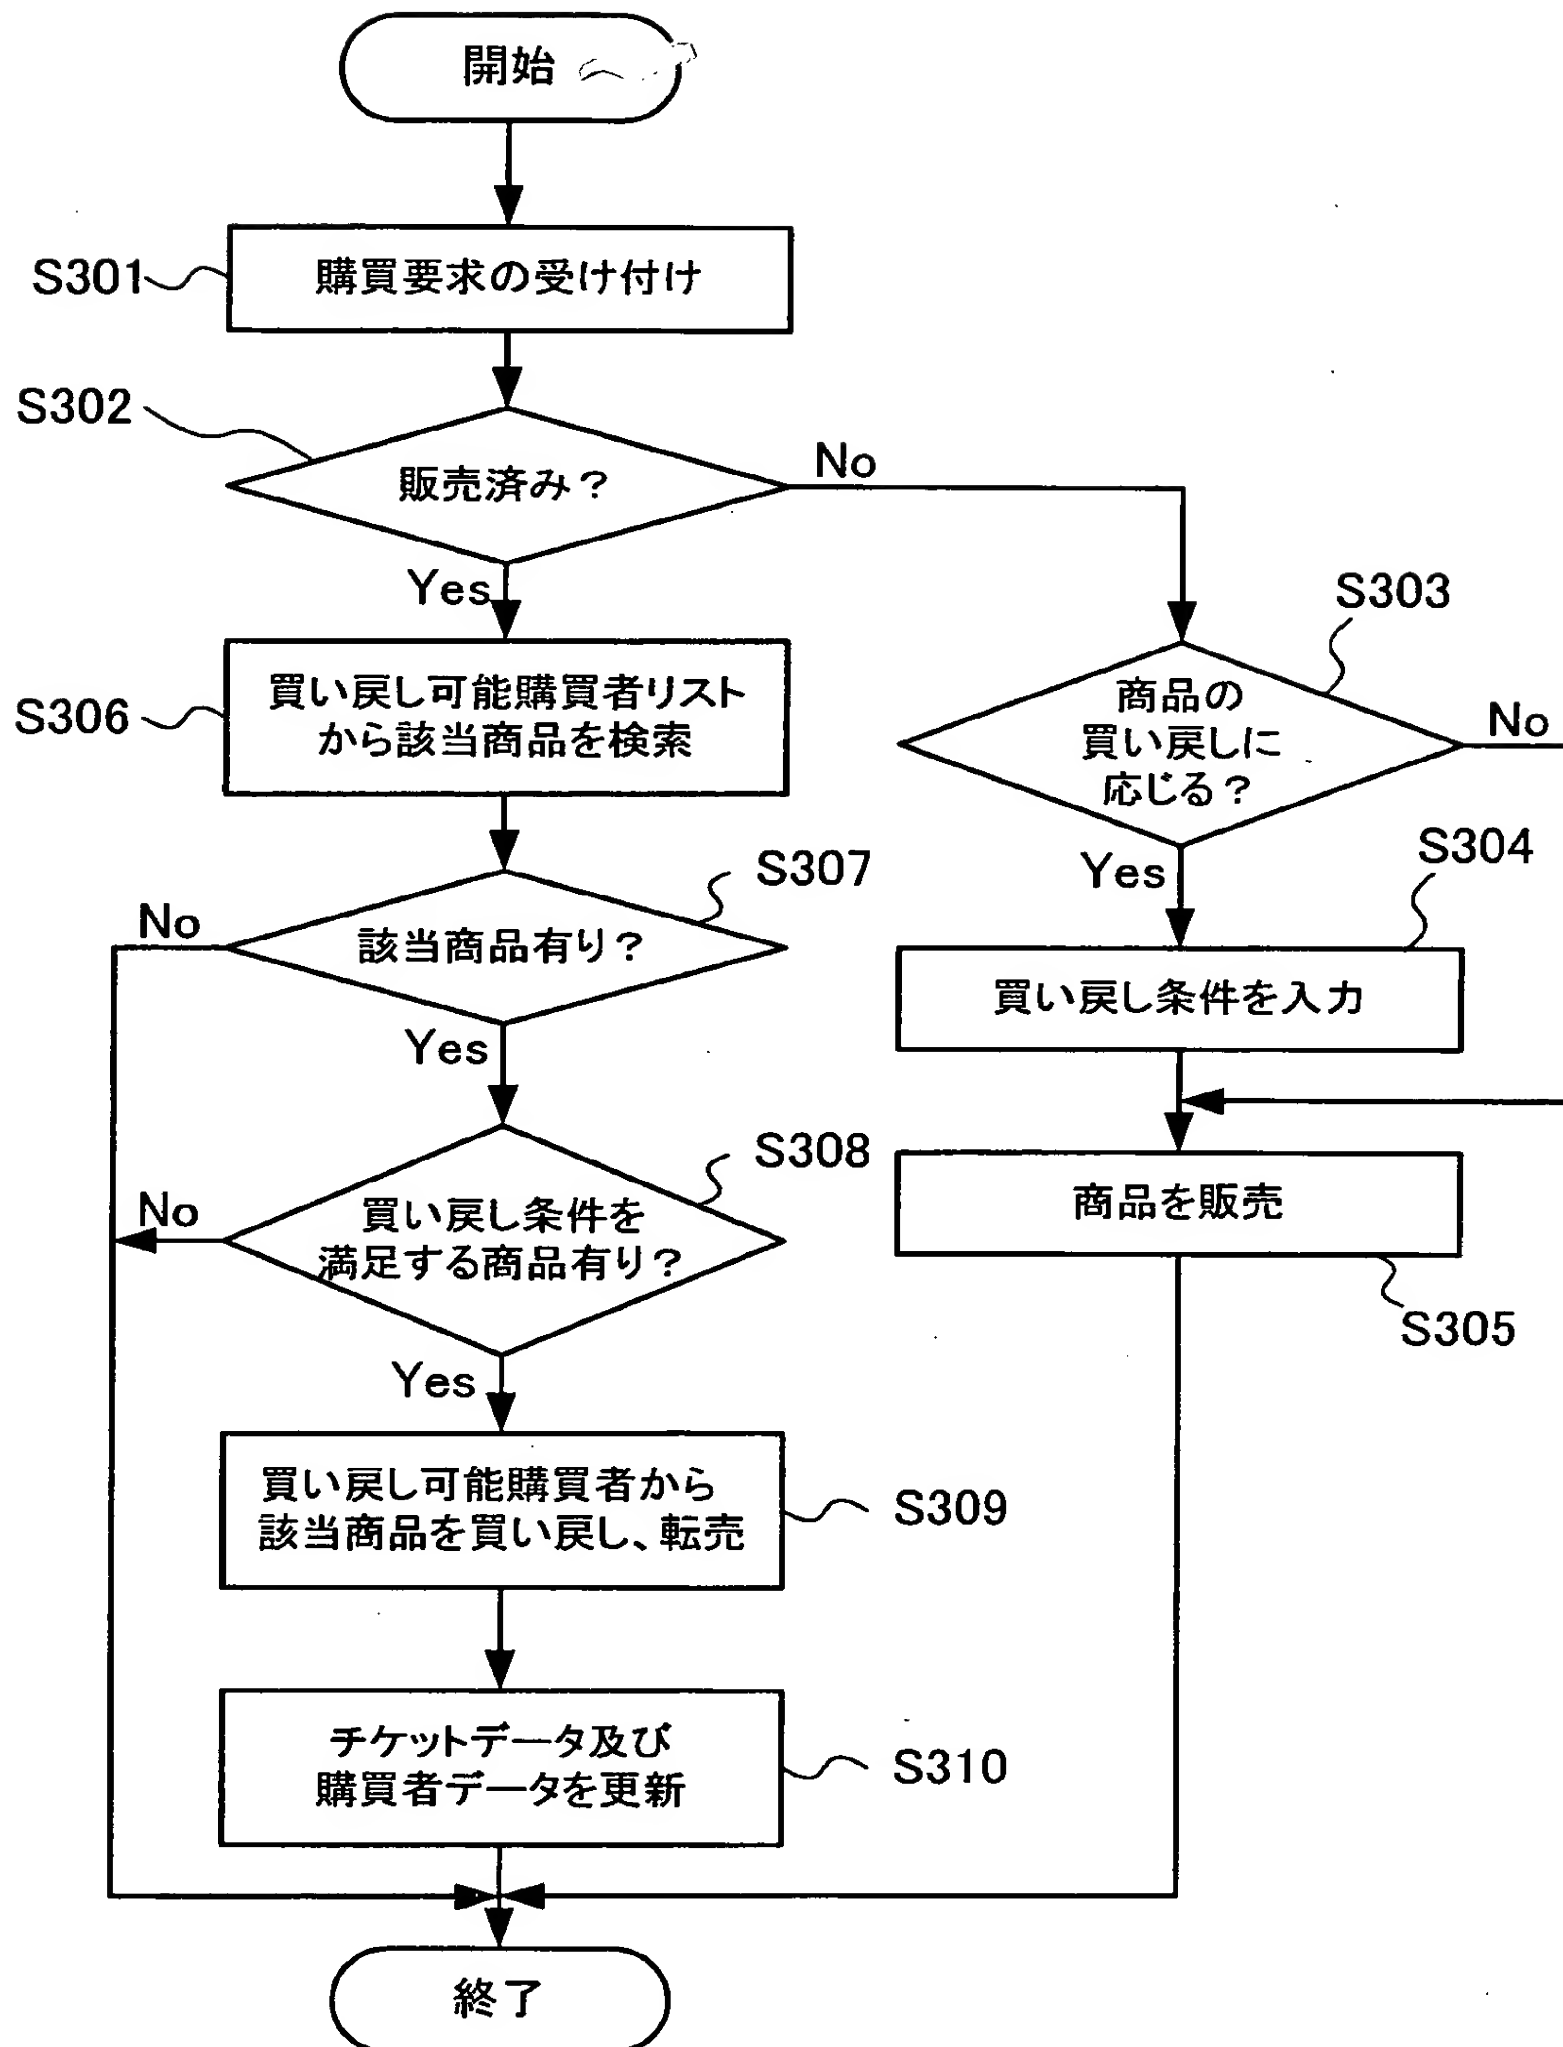 開始
S301
購買要求の受け付け
S302
販売済み？
No
Yes
S303
商品の
買い戻しに
応じる？
No
S306
買い戻し可能購買者リスト
から該当商品を検索
Yes
S304
S307
No
該当商品有り？
買い戻し条件を入力
Yes
S308
No
買い戻し条件を
満足する商品有り？
商品を販売
S305
Yes
買い戻し可能購買者から
該当商品を買い戻し、転売
S309
チケットデータ及び
購買者データを更新
S310
終了